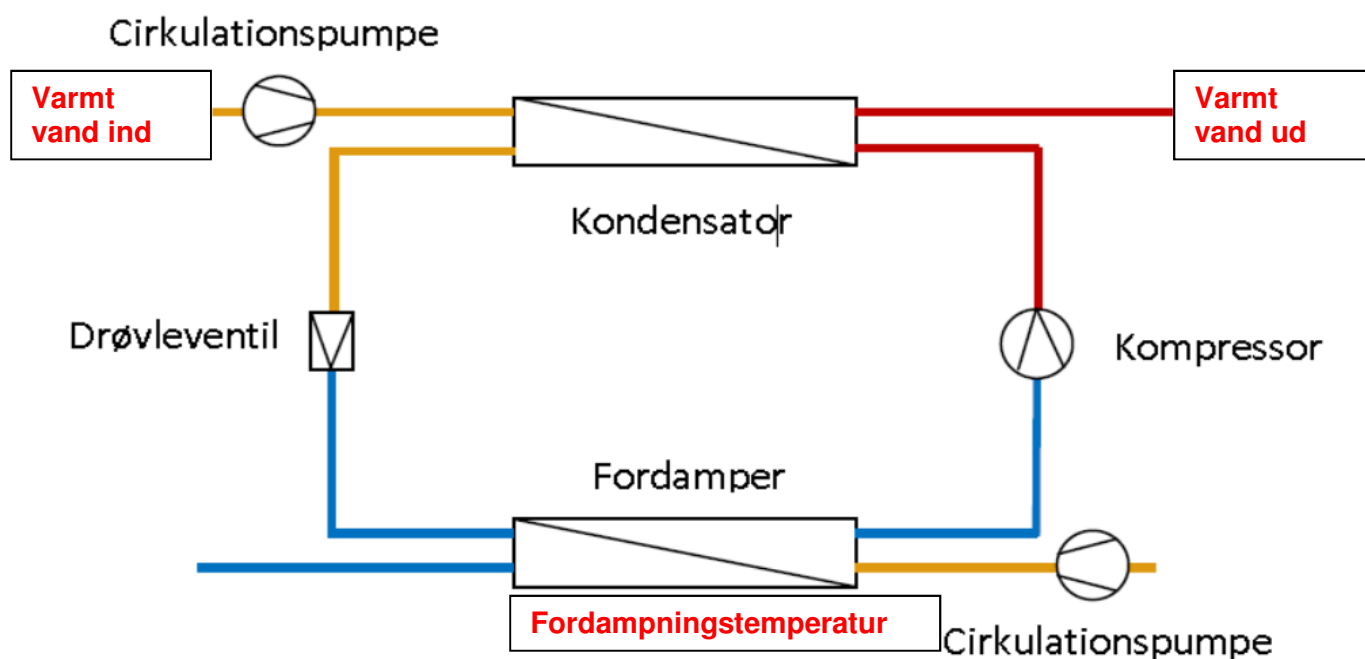 Cirkulationspumpe
Varmt
vand ind
Varmt
vand ud
Kondensator
Drøvleventil
Kompressor
Fordamper
Fordampningstemperatur
Cirkulationspumpe